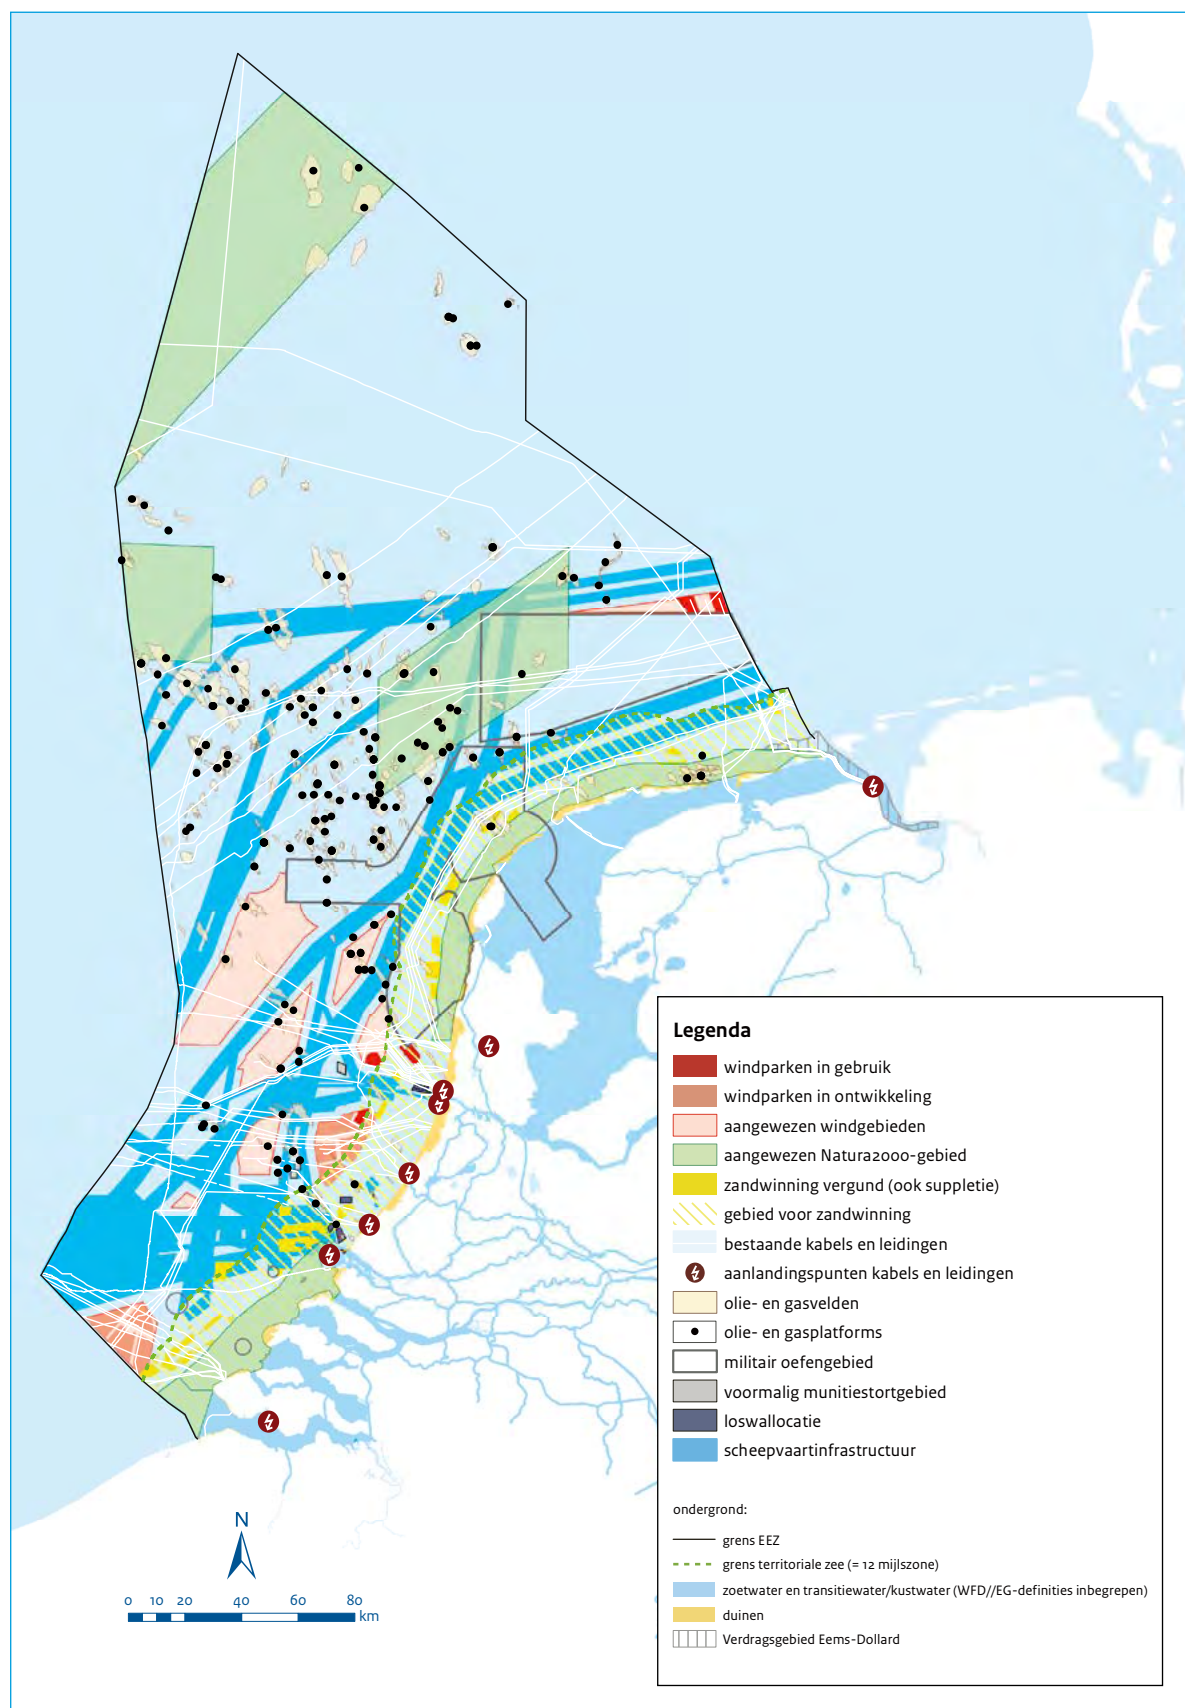 Legenda
windparken in gebruik
windparken in ontwikkeling
aangewezen windgebieden
aangewezen Natura2000-gebied
zandwinning vergund (ook suppletie)
gebied voor zandwinning
bestaande kabels en leidingen
aanlandingspunten kabels en leidingen
olie- en gasvelden
olie- en gasplatforms
militair oefengebied
voormalig munitiestortgebied
loswallocatie
scheepvaartinfrastructuur
ondergrond:
grens EEZ
grens territoriale zee (= 12 mijlszone)
zoetwater en transitiewater/kustwater (WFD//EG-definities inbegrepen)
duinen
Verdragsgebied Eems-Dollard
N
0 10 20 40 60 80
km